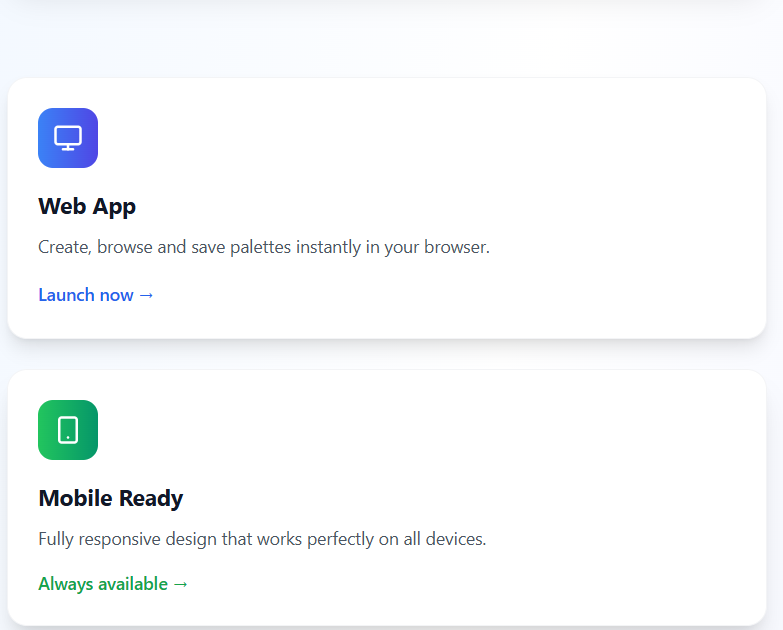 Web App
Create, browse and save palettes instantly in your browser.
Launch now →
Mobile Ready
Fully responsive design that works perfectly on all devices.
Always available →